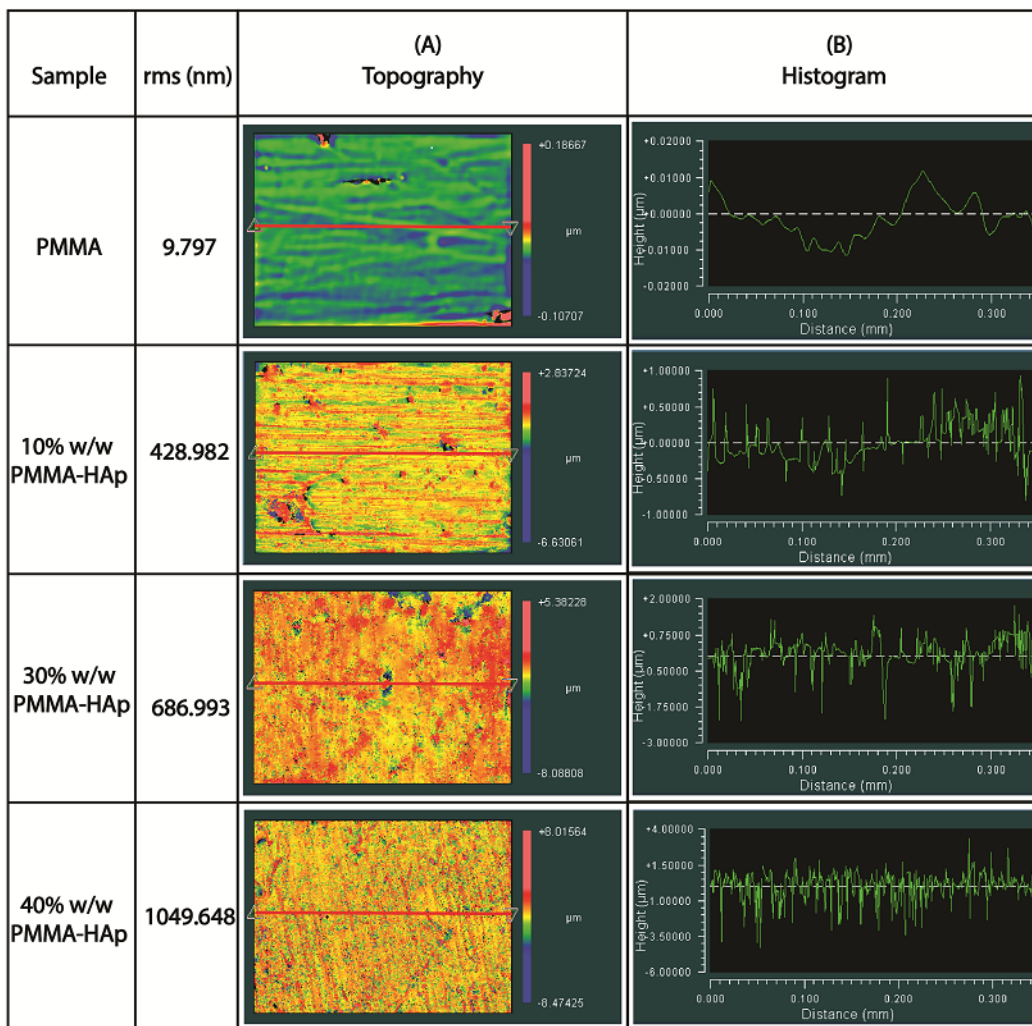 Sample
rms (nm)
(A)
Topography
(B)
Histogram
PMMA
9.797
+0.18667
µm
-0.10707
Height (µm)
+0.02000
+0.01000
+0.00000
-0.01000
-0.02000
0.000
0.100
0.200
0.300
Distance (mm)
10% w/w
PMMA-HAp
428.982
+2.83724
µm
-6.63061
Height (µm)
+1.00000
+0.50000
+0.00000
-0.50000
-1.00000
0.000
0.100
0.200
0.300
Distance (mm)
30% w/w
PMMA-HAp
686.993
+5.38228
µm
-8.08808
Height (µm)
+2.00000
+0.75000
-0.50000
-1.75000
-3.00000
0.000
0.100
0.200
0.300
Distance (mm)
40% w/w
PMMA-HAp
1049.648
+8.01564
µm
-8.47425
Height (µm)
+4.00000
+1.50000
-1.00000
-3.50000
-6.00000
0.000
0.100
0.200
0.300
Distance (mm)